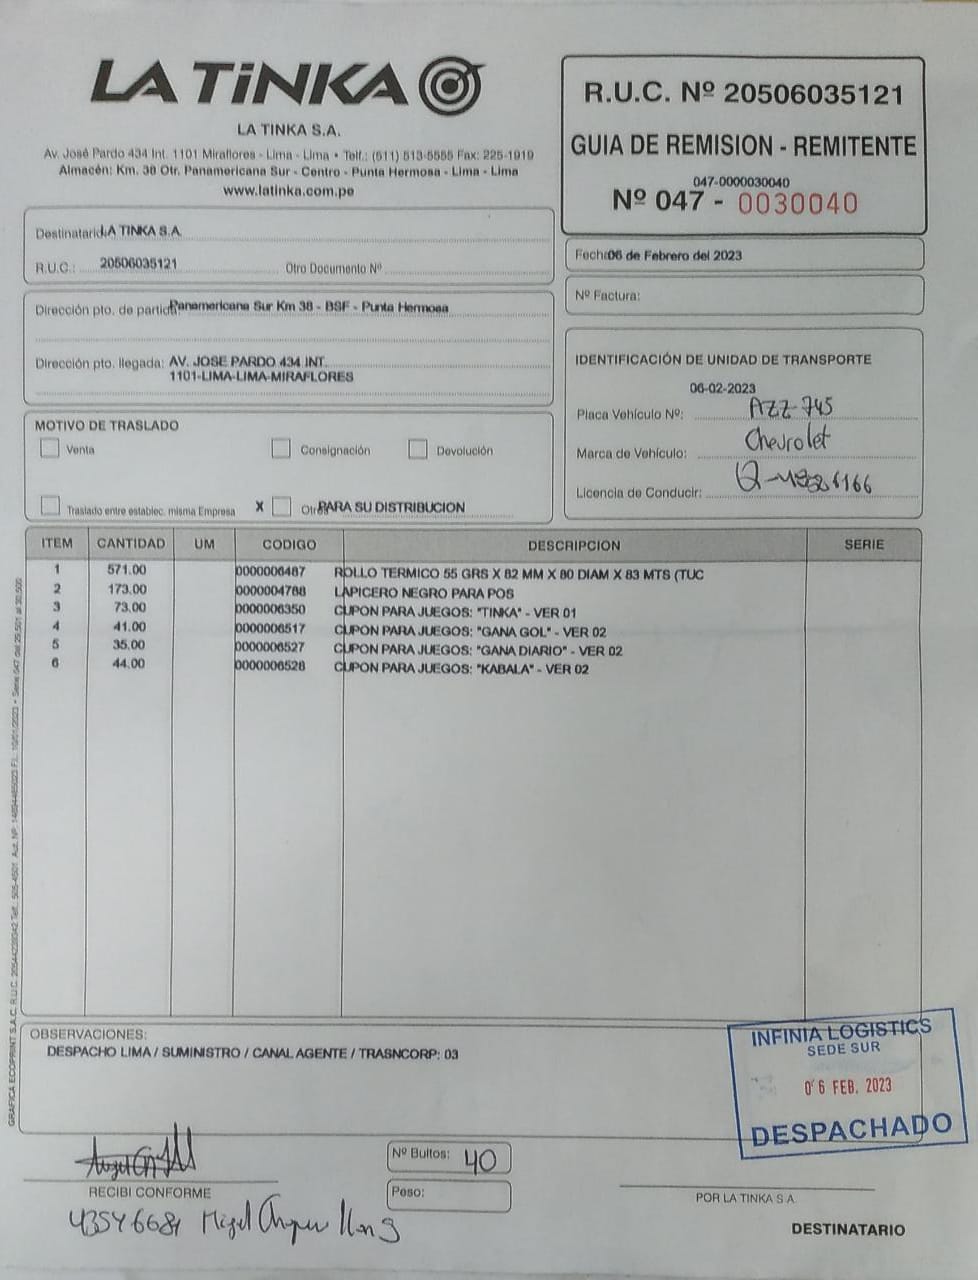 LA TiNKA
LA TINKA S.A.
Av. José Pardo 434 Int. 1101 Miraflores - Lima - Lima • Telf.: (511) 513-5555 Fax: 225-1919
Almacén: Km. 38 Otr. Panamericana Sur - Centro - Punta Hermosa - Lima - Lima
www.latinka.com.pe
R.U.C. Nº 20506035121
GUIA DE REMISION - REMITENTE
047-0000030040
Nº 047 - 0030040
Destinatario: LA TINKA S.A.
R.U.C.: 20506035121 Otro Documento Nº
Fecha: 06 de Febrero del 2023
Nº Factura:
Dirección pto. de partida: Panamericana Sur Km 38 - BSF - Punta Hermosa
Dirección pto. llegada: AV. JOSE PARDO 434 INT.
1101-LIMA-LIMA-MIRAFLORES
IDENTIFICACIÓN DE UNIDAD DE TRANSPORTE
06-02-2023
Placa Vehículo Nº: AZZ-745
Marca de Vehículo: Chevrolet
Licencia de Conducir:
MOTIVO DE TRASLADO
Venta Consignación Devolución
Traslado entre establec. misma Empresa X Otros PARA SU DISTRIBUCION
ITEM CANTIDAD UM CODIGO DESCRIPCION SERIE
1 571.00 0000006487 ROLLO TERMICO 55 GRS X 82 MM X 80 DIAM X 83 MTS (TUC
2 173.00 0000004788 LAPICERO NEGRO PARA POS
3 73.00 0000006350 CUPON PARA JUEGOS: "TINKA" - VER 01
4 41.00 0000006517 CUPON PARA JUEGOS: "GANA GOL" - VER 02
5 35.00 0000006527 CUPON PARA JUEGOS: "GANA DIARIO" - VER 02
6 44.00 0000006528 CUPON PARA JUEGOS: "KABALA" - VER 02
OBSERVACIONES:
DESPACHO LIMA / SUMINISTRO / CANAL AGENTE / TRASNCORP: 03
INFINIA LOGISTICS
SEDE SUR
06 FEB. 2023
DESPACHADO
Nº Bultos: 40
Peso:
RECIBI CONFORME
43546684 Migel
POR LA TINKA S.A.
DESTINATARIO